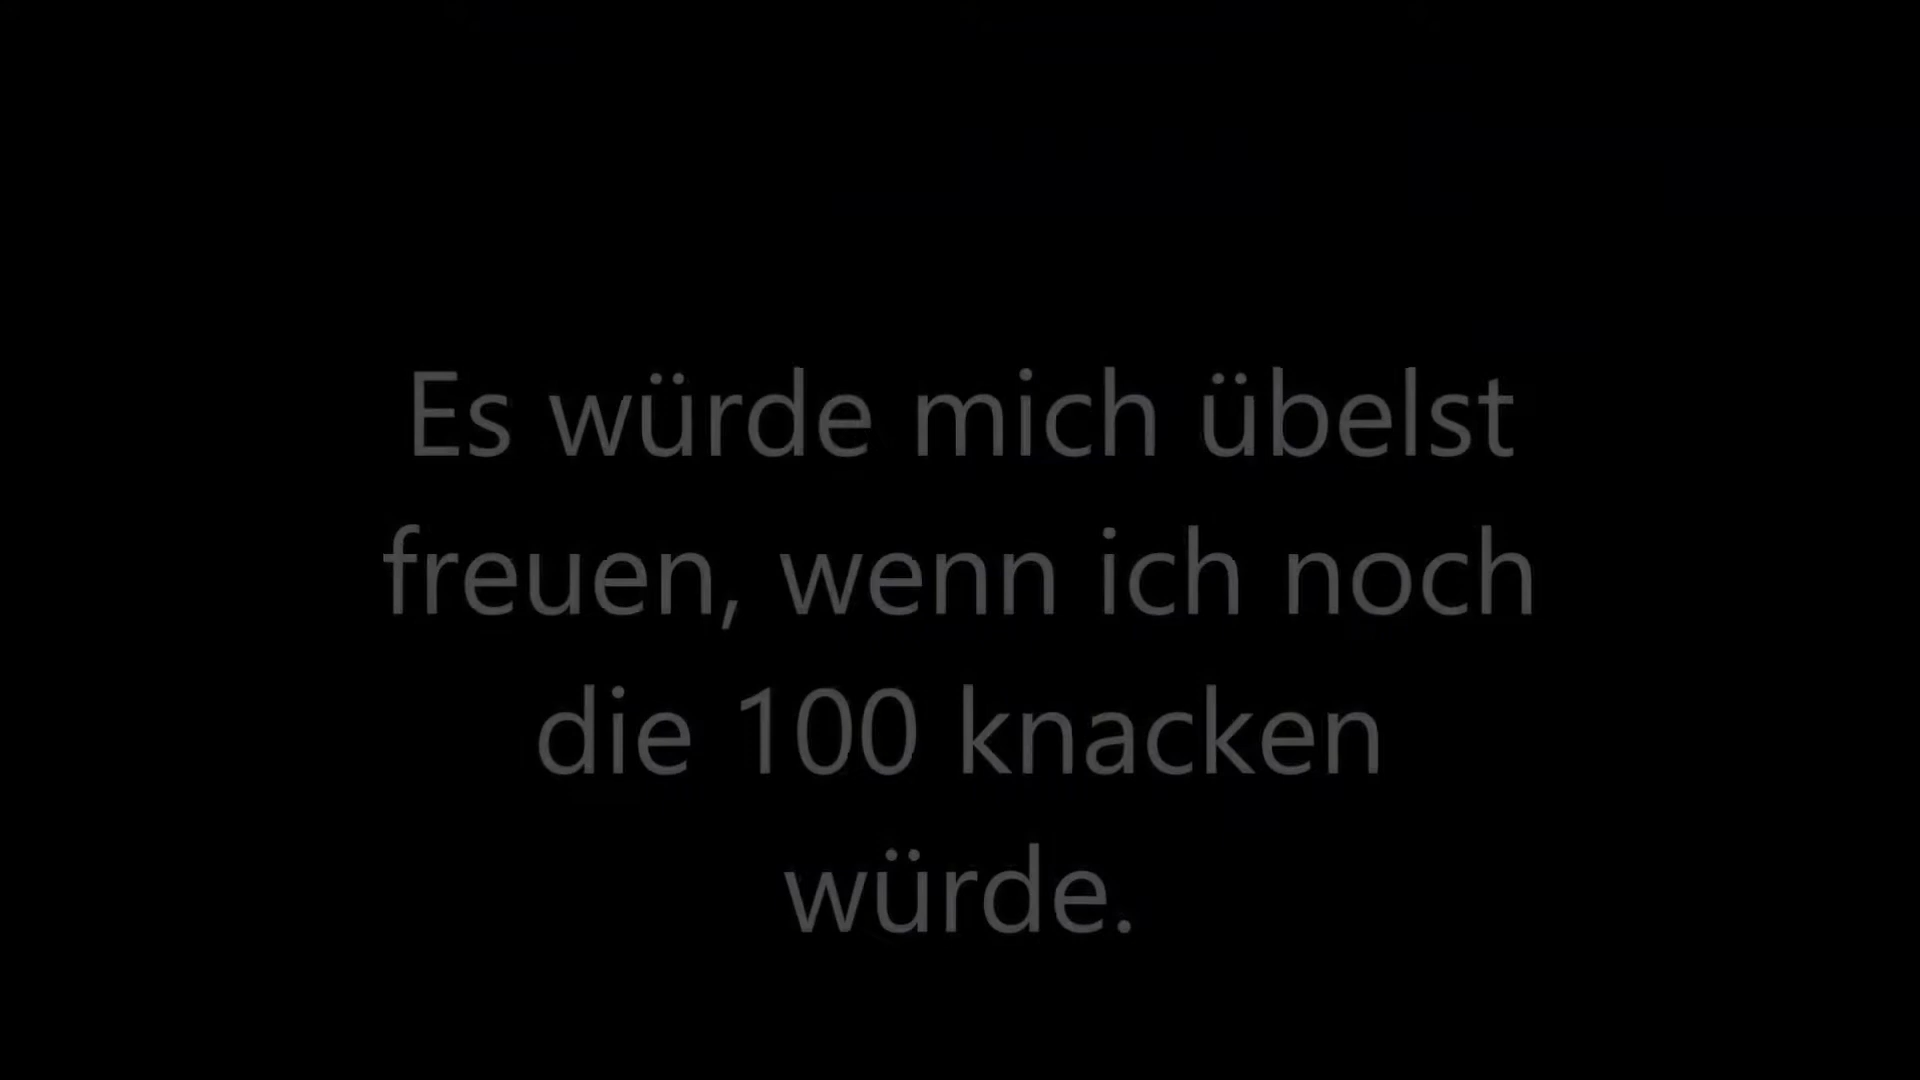 Es würde mich übelst
freuen, wenn ich noch
die 100 knacken
würde.